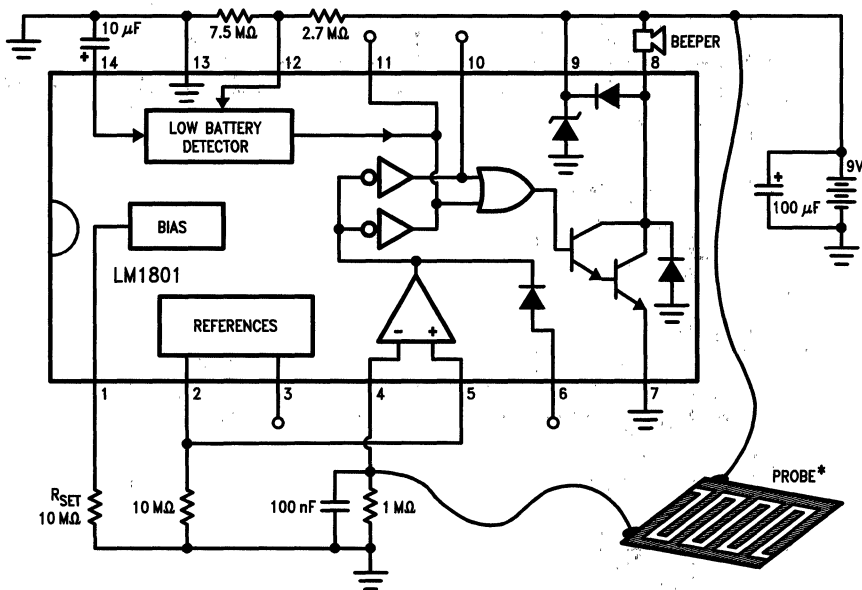 10 μF
7.5 MΩ
2.7 MΩ
BEEPER
+
14
13
12
11
10
9
8
LOW BATTERY
DETECTOR
9V
+
100 μF
BIAS
LM1801
REFERENCES
-
+
1
2
3
4
5
6
7
PROBE*
RSET
10 MΩ
10 MΩ
100 nF
1 MΩ